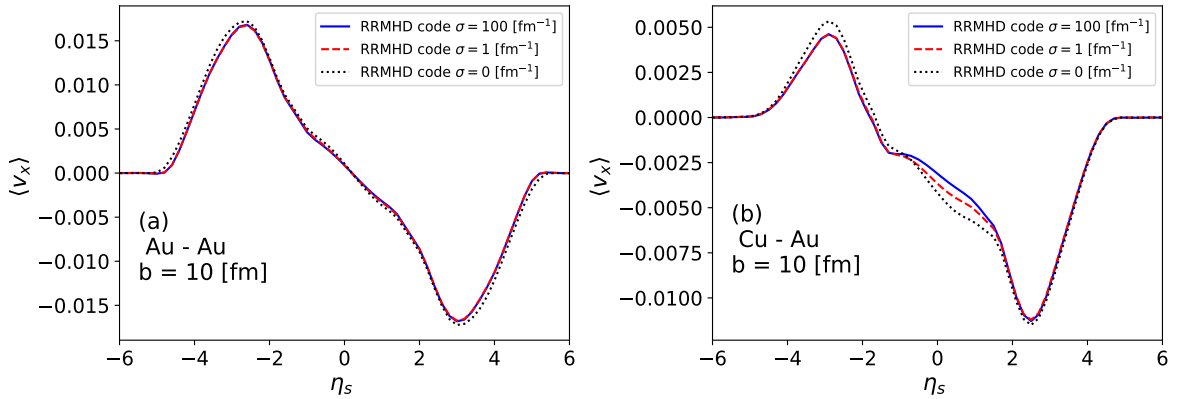 0.015
0.010
0.005
0.000
−0.005
−0.010
−0.015
⟨vₓ⟩
RRMHD code σ = 100 [fm⁻¹]
RRMHD code σ = 1 [fm⁻¹]
RRMHD code σ = 0 [fm⁻¹]
(a)
Au - Au
b = 10 [fm]
−6 −4 −2 0 2 4 6
ηₛ
0.0050
0.0025
0.0000
−0.0025
−0.0050
−0.0075
−0.0100
⟨vₓ⟩
RRMHD code σ = 100 [fm⁻¹]
RRMHD code σ = 1 [fm⁻¹]
RRMHD code σ = 0 [fm⁻¹]
(b)
Cu - Au
b = 10 [fm]
−6 −4 −2 0 2 4 6
ηₛ